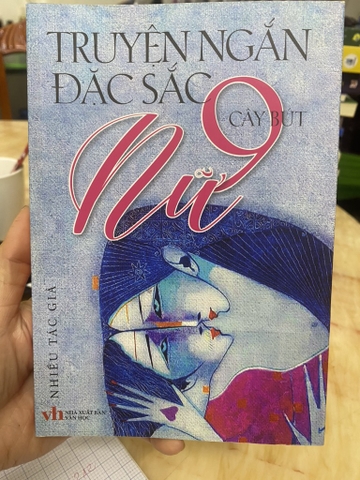 TRUYỆN NGẮN
ĐẶC SẮC
9
CÂY BÚT
Nữ
NHIỀU TÁC GIẢ
vh NHÀ XUẤT BẢN
VĂN HỌC